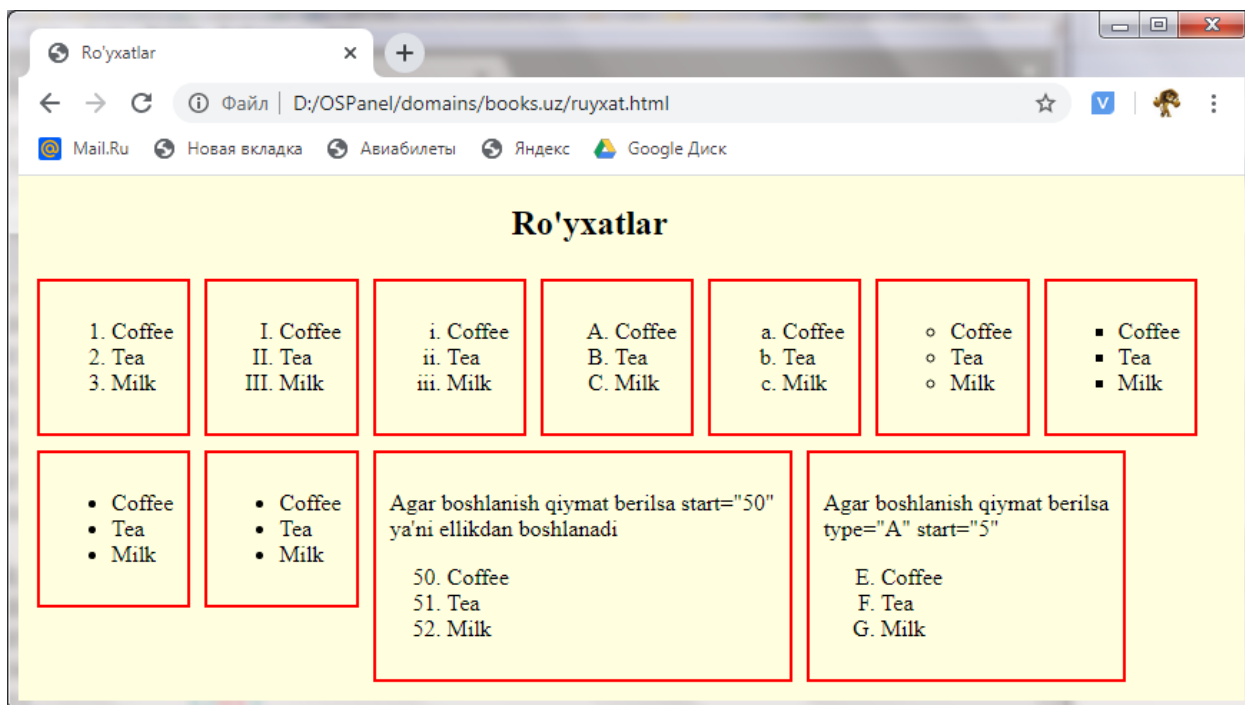 Ro'yxatlar
Файл | D:/OSPanel/domains/books.uz/ruyxat.html
Mail.Ru Новая вкладка Авиабилеты Яндекс Google Диск
Ro'yxatlar
1. Coffee
2. Tea
3. Milk
I. Coffee
II. Tea
III. Milk
i. Coffee
ii. Tea
iii. Milk
A. Coffee
B. Tea
C. Milk
a. Coffee
b. Tea
c. Milk
Coffee
Tea
Milk
Coffee
Tea
Milk
Coffee
Tea
Milk
Coffee
Tea
Milk
Agar boshlanish qiymat berilsa start="50"
ya'ni ellikdan boshlanadi
50. Coffee
51. Tea
52. Milk
Agar boshlanish qiymat berilsa
type="A" start="5"
E. Coffee
F. Tea
G. Milk